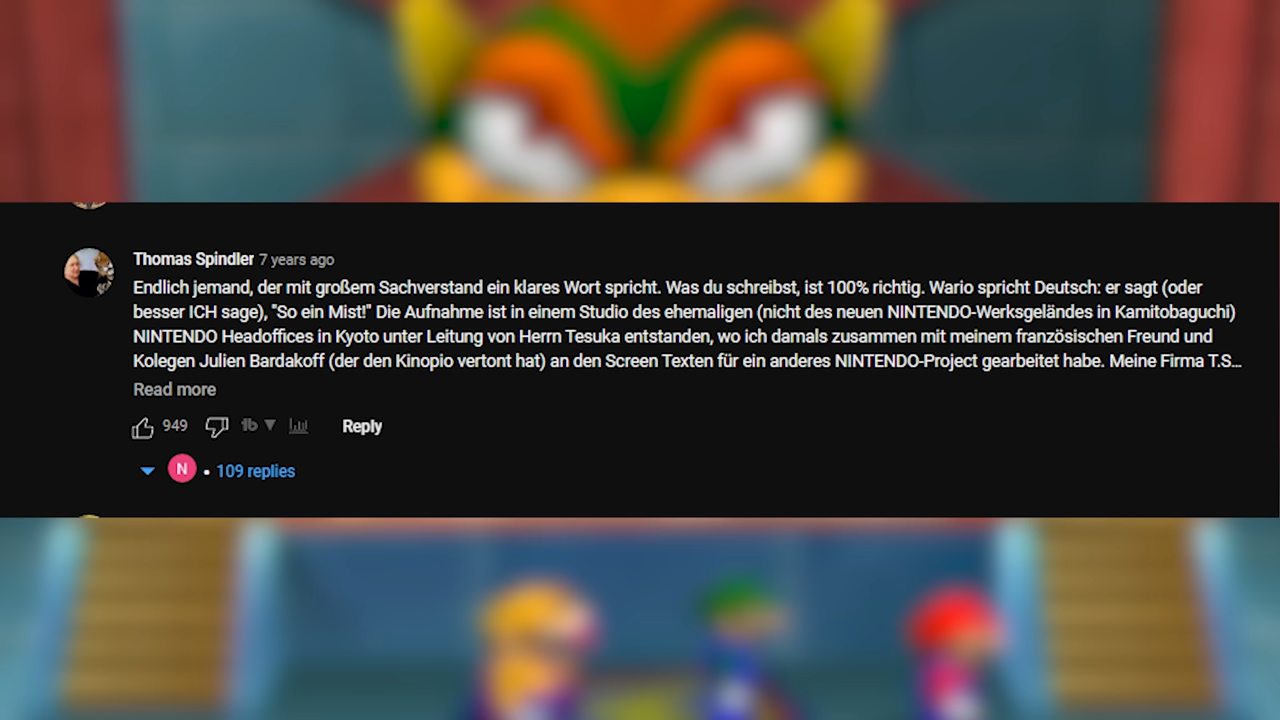 Thomas Spindler 7 years ago
Endlich jemand, der mit großem Sachverstand ein klares Wort spricht. Was du schreibst, ist 100% richtig. Wario spricht Deutsch: er sagt (oder
besser ICH sage), "So ein Mist!" Die Aufnahme ist in einem Studio des ehemaligen (nicht des neuen NINTENDO-Werksgeländes in Kamitobaguchi)
NINTENDO Headoffices in Kyoto unter Leitung von Herrn Tesuka entstanden, wo ich damals zusammen mit meinem französischen Freund und
Kolegen Julien Bardakoff (der den Kinopio vertont hat) an den Screen Texten für ein anderes NINTENDO-Project gearbeitet habe. Meine Firma T.S...
Read more
949 Reply
N • 109 replies